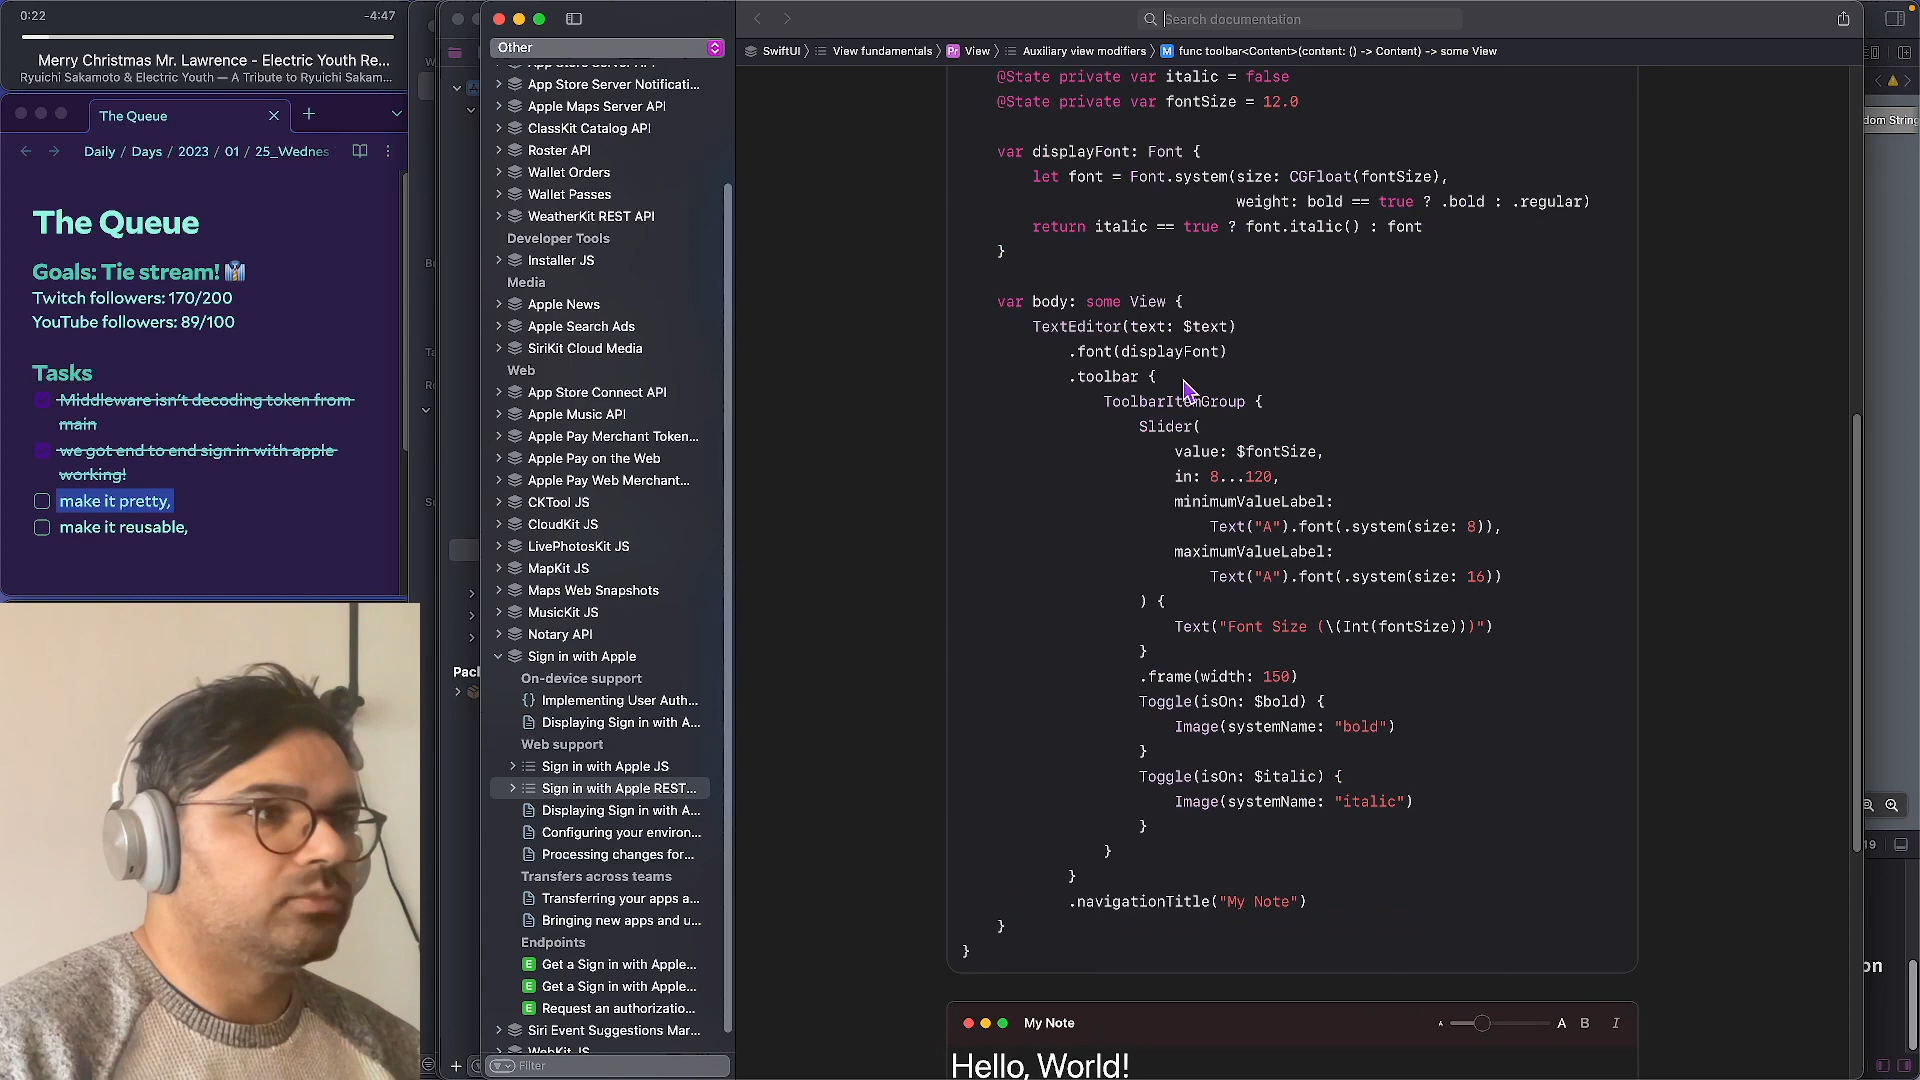 0:22
-4:47
Merry Christmas Mr. Lawrence - Electric Youth Re...
Ryuichi Sakamoto & Electric Youth — A Tribute to Ryuichi Sakam...
The Queue
Daily / Days / 2023 / 01 / 25_Wednes
The Queue
Goals: Tie stream! 👔
Twitch followers: 170/200
YouTube followers: 89/100
Tasks
Middleware isn't decoding token from
main
we got end to end sign in with apple
working!
make it pretty,
make it reusable,
Pack
Other
App Store Server Notificati...
Apple Maps Server API
ClassKit Catalog API
Roster API
Wallet Orders
Wallet Passes
WeatherKit REST API
Developer Tools
Installer JS
Media
Apple News
Apple Search Ads
SiriKit Cloud Media
Web
App Store Connect API
Apple Music API
Apple Pay Merchant Token...
Apple Pay on the Web
Apple Pay Web Merchant...
CKTool JS
CloudKit JS
LivePhotosKit JS
MapKit JS
Maps Web Snapshots
MusicKit JS
Notary API
Sign in with Apple
On-device support
Implementing User Auth...
Displaying Sign in with A...
Web support
Sign in with Apple JS
Sign in with Apple REST...
Displaying Sign in with A...
Configuring your environ...
Processing changes for...
Transfers across teams
Transferring your apps a...
Bringing new apps and u...
Endpoints
Get a Sign in with Apple...
Get a Sign in with Apple...
Request an authorizatio...
Siri Event Suggestions Mar...
WebKit JS
Filter
Search documentation
SwiftUI > View fundamentals > View > Auxiliary view modifiers > func toolbar<Content>(content: () -> Content) -> some View
@State private var italic = false
@State private var fontSize = 12.0
var displayFont: Font {
let font = Font.system(size: CGFloat(fontSize),
weight: bold == true ? .bold : .regular)
return italic == true ? font.italic() : font
}
var body: some View {
TextEditor(text: $text)
.font(displayFont)
.toolbar {
ToolbarItemGroup {
Slider(
value: $fontSize,
in: 8...120,
minimumValueLabel:
Text("A").font(.system(size: 8)),
maximumValueLabel:
Text("A").font(.system(size: 16))
) {
Text("Font Size (\(Int(fontSize)))")
}
.frame(width: 150)
Toggle(isOn: $bold) {
Image(systemName: "bold")
}
Toggle(isOn: $italic) {
Image(systemName: "italic")
}
}
}
.navigationTitle("My Note")
}
}
My Note
A A B I
Hello, World!
dom String
19
on